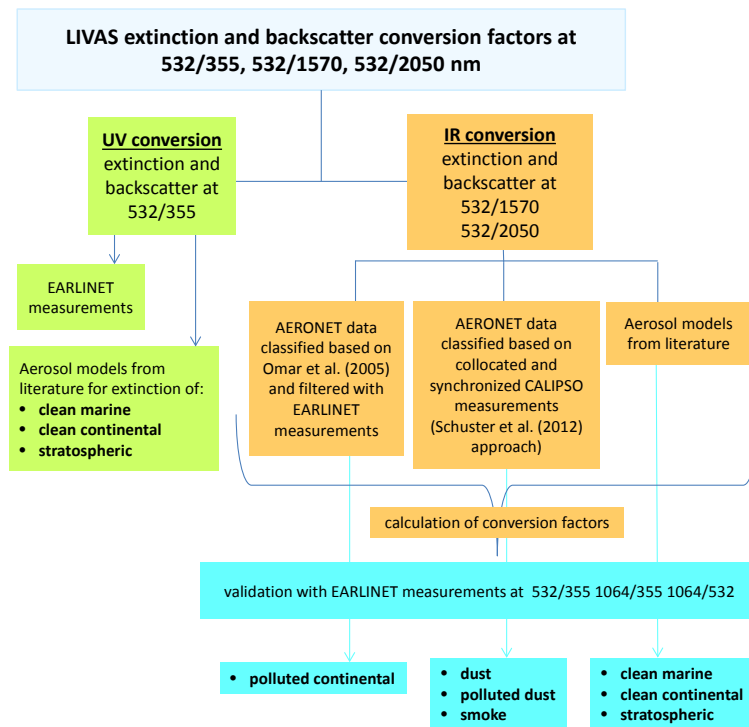 LIVAS extinction and backscatter conversion factors at
532/355, 532/1570, 532/2050 nm
UV conversion
extinction and
backscatter at
532/355
IR conversion
extinction and
backscatter at
532/1570
532/2050
EARLINET
measurements
Aerosol models from
literature for extinction of:
• clean marine
• clean continental
• stratospheric
AERONET data
classified based on
Omar et al. (2005)
and filtered with
EARLINET
measurements
AERONET data
classified based on
collocated and
synchronized CALIPSO
measurements
(Schuster et al. (2012)
approach)
Aerosol models
from literature
calculation of conversion factors
validation with EARLINET measurements at 532/355 1064/355 1064/532
• polluted continental
• dust
• polluted dust
• smoke
• clean marine
• clean continental
• stratospheric